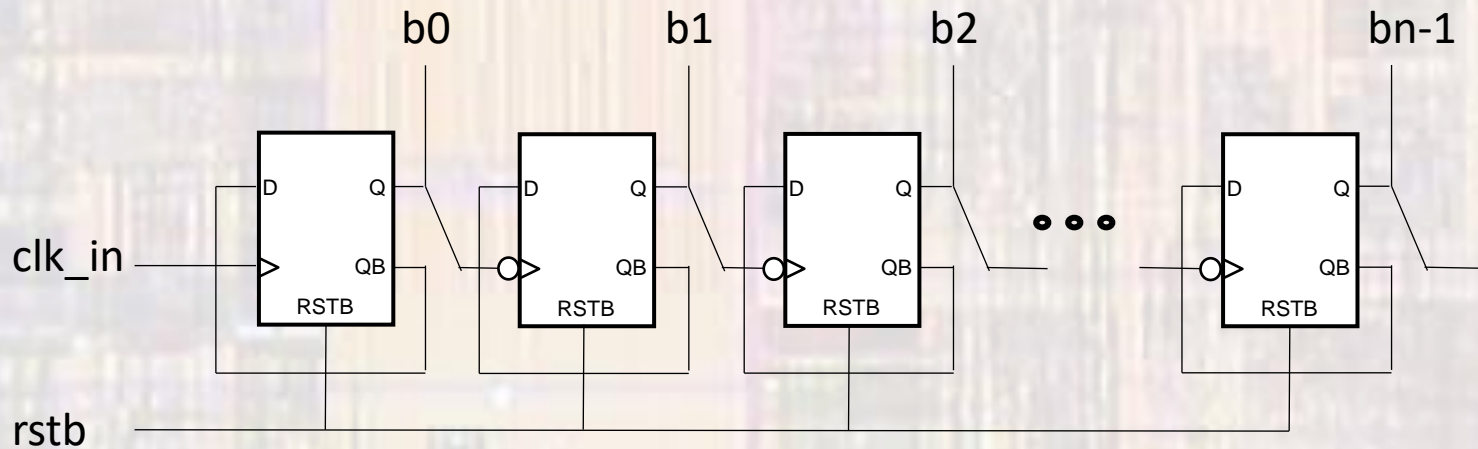 b0 b1 b2 bn-1
D Q D Q D Q D Q
clk_in QB QB QB QB
RSTB RSTB RSTB RSTB
rstb